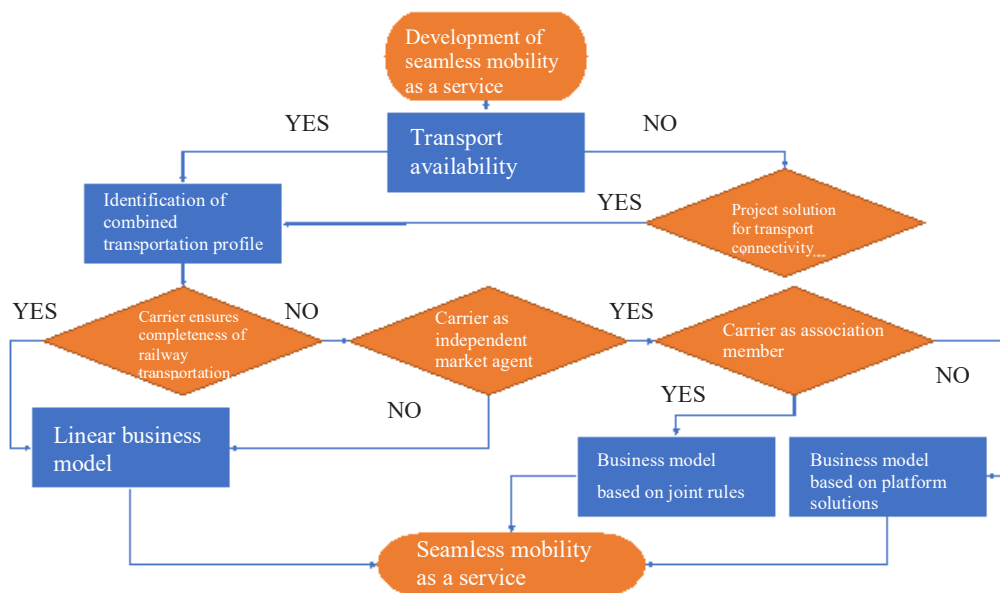 Development of
seamless mobility
as a service
YES
Transport
availability
NO
Identification of
combined
transportation profile
YES
Project solution
for transport
connectivity...
YES
Carrier ensures
completeness of
railway
transportation
NO
Carrier as
independent
market agent
YES
Carrier as association
member
NO
NO
YES
Linear business
model
Business model
based on joint rules
Business model
based on platform
solutions
Seamless mobility
as a service